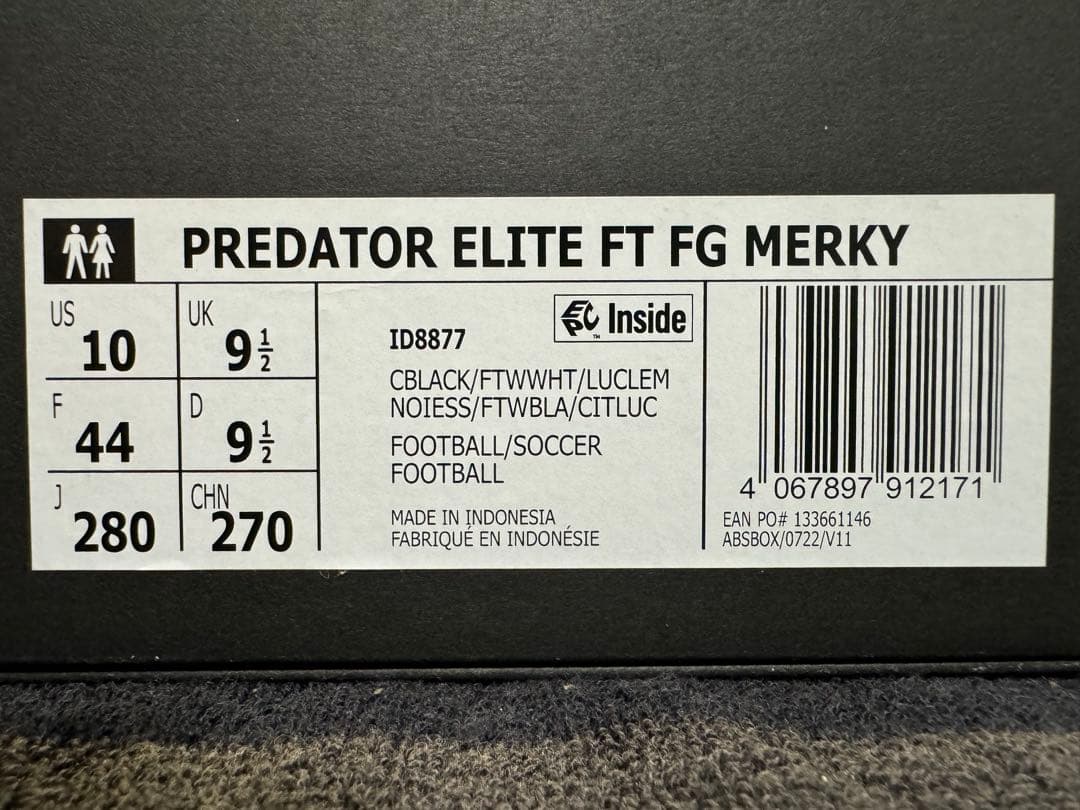 PREDATOR ELITE FT FG MERKY
US 10
UK 9 1/2
F 44
D 9 1/2
J 280
CHN 270
EPC Inside
TM
ID8877
CBLACK/FTWWHT/LUCLEM
NOIESS/FTWBLA/CITLUC
FOOTBALL/SOCCER
FOOTBALL
MADE IN INDONESIA
FABRIQUÉ EN INDONÉSIE
4 067897 912171
EAN PO# 133661146
ABSBOX/0722/V11